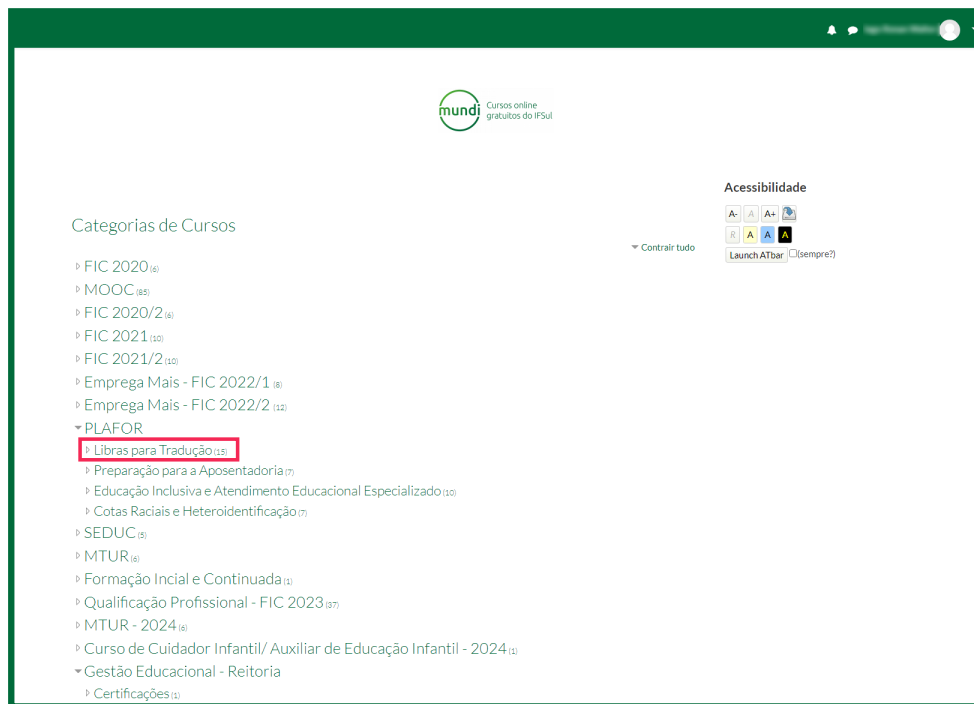 mundi
Cursos online
gratuitos do IFSul
Acessibilidade
A- A A+
R A A A
Launch ATbar (sempre?)
Categorias de Cursos
Contrair tudo
FIC 2020 (6)
MOOC (85)
FIC 2020/2 (6)
FIC 2021 (10)
FIC 2021/2 (10)
Emprega Mais - FIC 2022/1 (8)
Emprega Mais - FIC 2022/2 (12)
PLAFOR
Libras para Tradução (15)
Preparação para a Aposentadoria (7)
Educação Inclusiva e Atendimento Educacional Especializado (10)
Cotas Raciais e Heteroidentificação (7)
SEDUC (5)
MTUR (6)
Formação Incial e Continuada (1)
Qualificação Profissional - FIC 2023 (37)
MTUR - 2024 (6)
Curso de Cuidador Infantil/ Auxiliar de Educação Infantil - 2024 (1)
Gestão Educacional - Reitoria
Certificações (1)